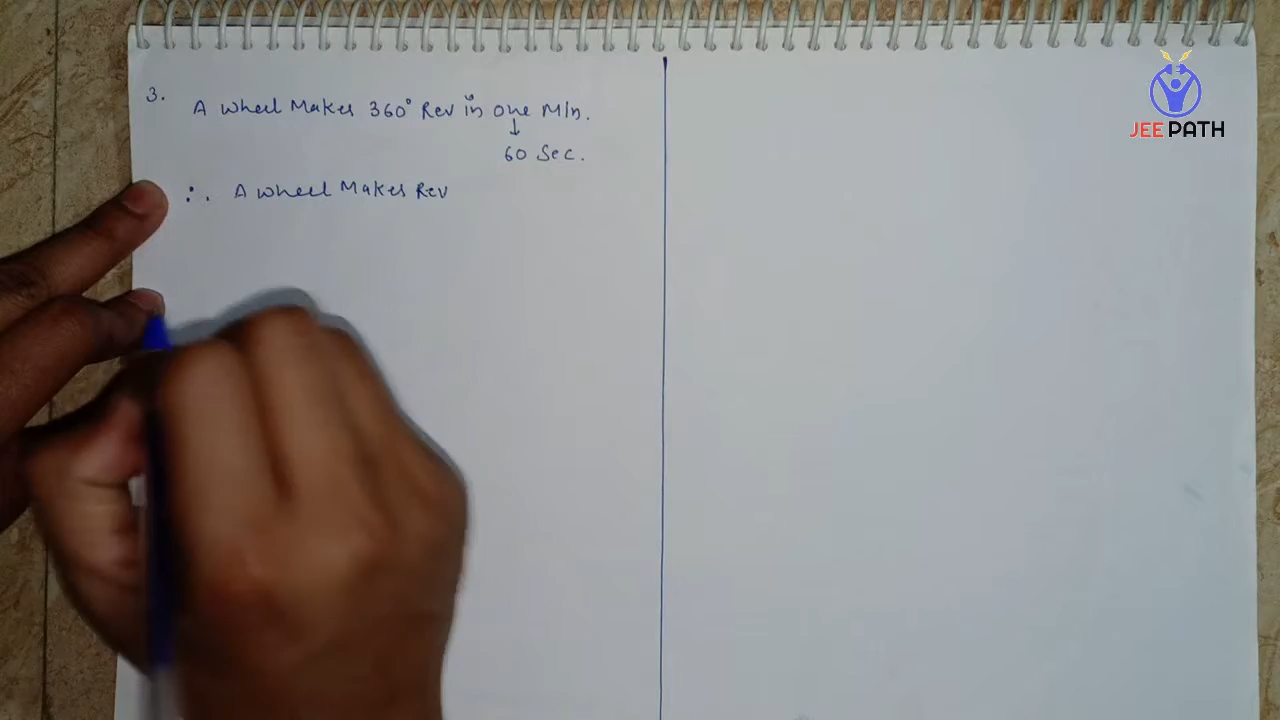 3. A wheel Makes 360° Rev in one Min.
60 Sec.
∴ A wheel Makes Rev
JEE PATH